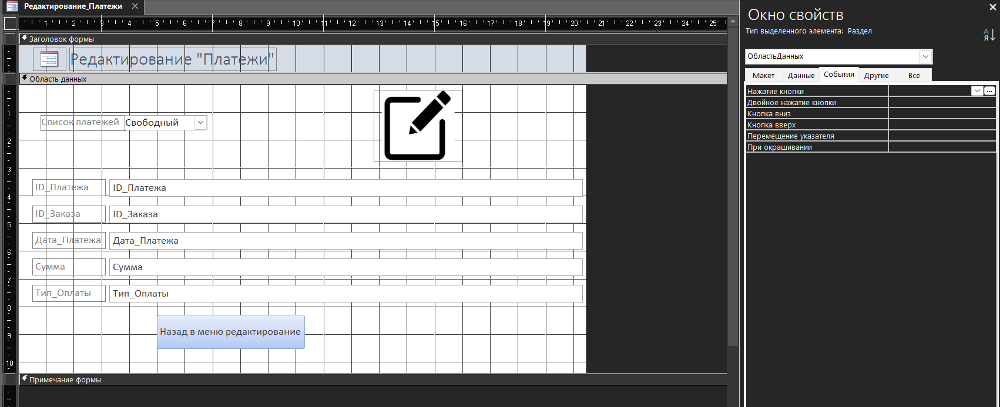 Редактирование_Платежи
1 2 3 4 5 6 7 8 9 10 11 12 13 14 15 16 17 18 19 20 21 22 23 24 25
Заголовок формы
Редактирование "Платежи"
Область данных
1
Список платежей Свободный
2
3
ID_Платежа ID_Платежа
4
ID_Заказа ID_Заказа
5
Дата_Платежа Дата_Платежа
6
Сумма Сумма
7
Тип_Оплаты Тип_Оплаты
8
Назад в меню редактирование
9
10
Примечание формы
Окно свойств
Тип выделенного элемента: Раздел
А
Я
ОбластьДанных
Макет Данные События Другие Все
Нажатие кнопки
Двойное нажатие кнопки
Кнопка вниз
Кнопка вверх
Перемещение указателя
При окрашивании